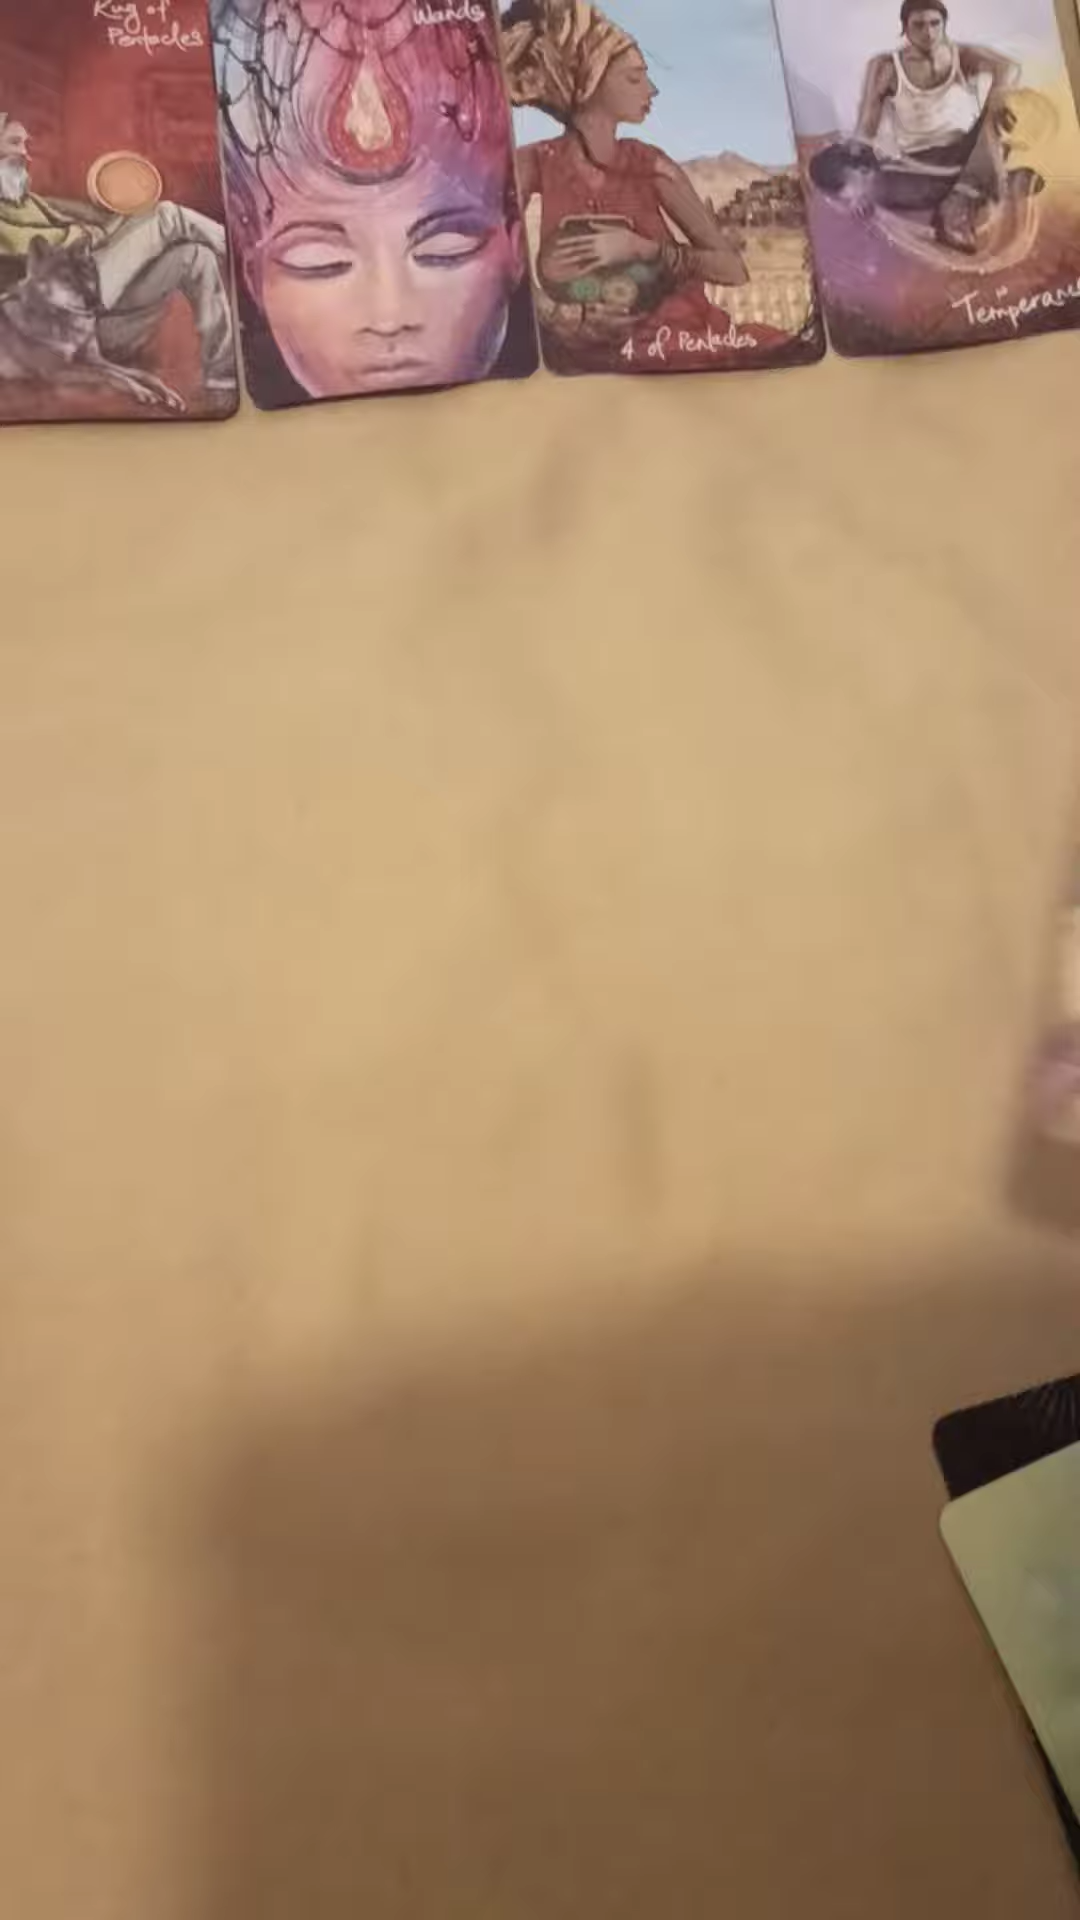 King of
Pentacles
Wands
4 of Pentacles
Temperance